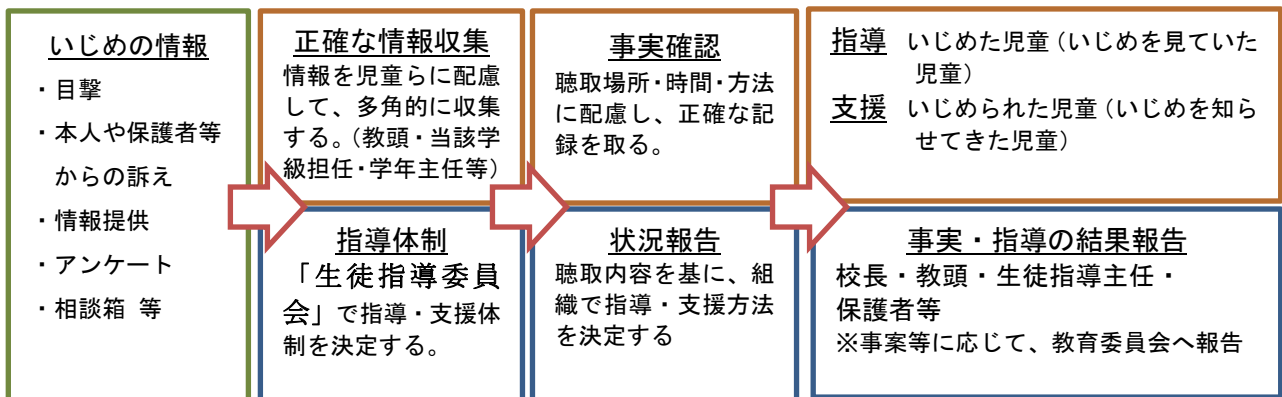 いじめの情報
・目撃
・本人や保護者等
からの訴え
・情報提供
・アンケート
・相談箱 等
正確な情報収集
情報を児童らに配慮
して、多角的に収集
する。（教頭・当該学
級担任・学年主任等）
指導体制
「生徒指導委員
会」で指導・支援体
制を決定する。
事実確認
聴取場所・時間・方法
に配慮し、正確な記
録を取る。
状況報告
聴取内容を基に、組
織で指導・支援方法
を決定する
指導 いじめた児童（いじめを見ていた
児童）
支援 いじめられた児童（いじめを知ら
せてきた児童）
事実・指導の結果報告
校長・教頭・生徒指導主任・
保護者等
※事案等に応じて、教育委員会へ報告